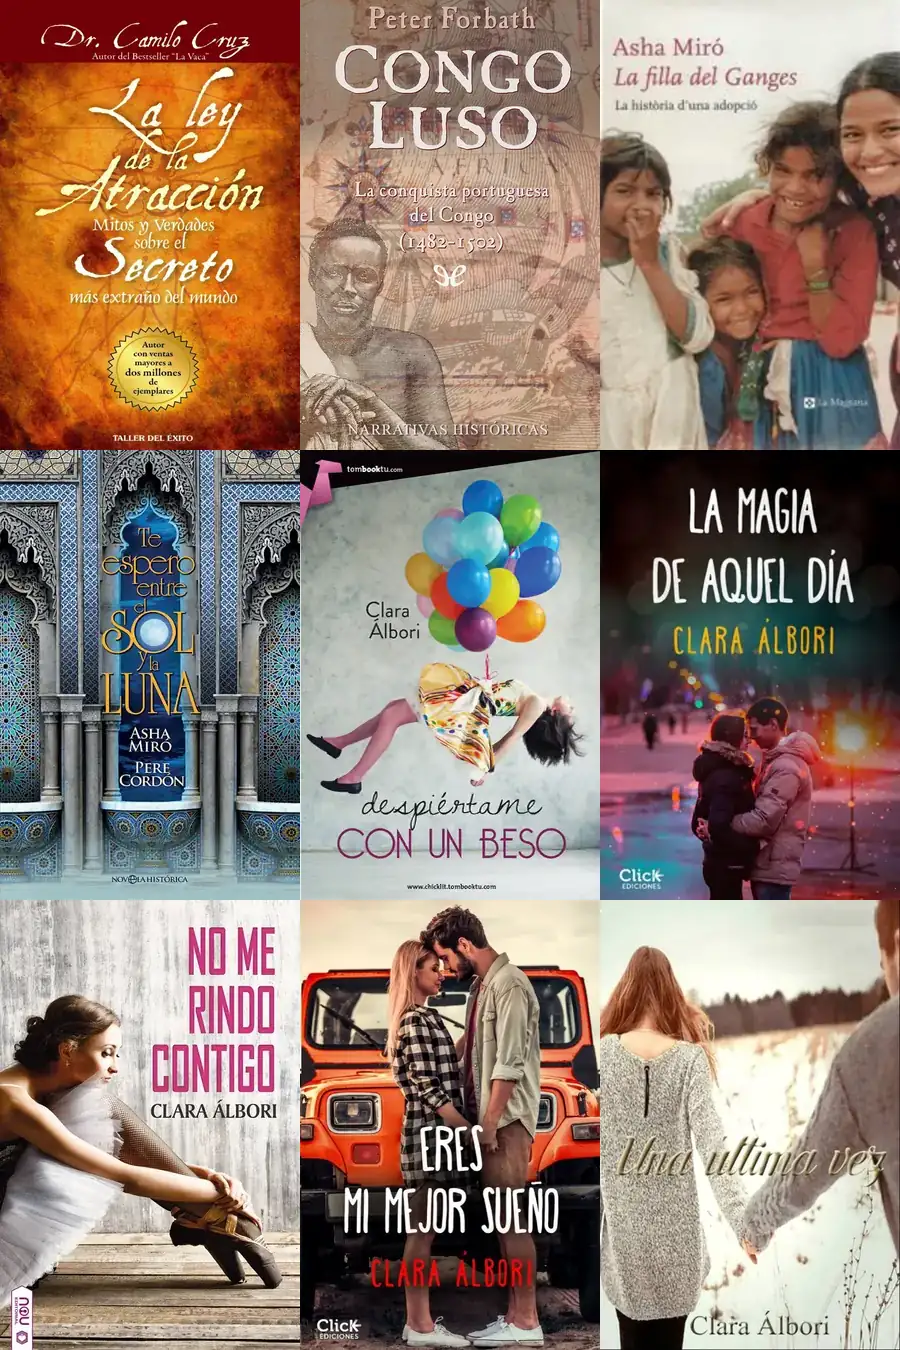 Dr. Camilo Cruz
Autor del Bestseller "La Vaca"
La ley
de la
Atracción
Mitos y Verdades
sobre el
Secreto
más extraño del mundo
Autor
con ventas
mayores a
dos millones
de
ejemplares
TALLER DEL ÉXITO
Peter Forbath
CONGO
LUSO
La conquista portuguesa
del Congo
(1482-1502)
NARRATIVAS HISTÓRICAS
Asha Miró
La filla del Ganges
La història d'una adopció
La Magrana
Te
espero
entre
el
SOL
y la
LUNA
ASHA
MIRÓ
PERE
CORDÓN
NOVELA HISTÓRICA
tombooktu.com
Clara
Álbori
despiértame
CON UN BESO
www.chicklit.tombooktu.com
LA MAGIA
DE AQUEL DÍA
CLARA ÁLBORI
Click
EDICIONES
NO ME
RINDO
CONTIGO
CLARA ÁLBORI
nou
EDITORIAL
ERES
MI MEJOR SUEÑO
CLARA ÁLBORI
Click
EDICIONES
Una última vez
Clara Álbori